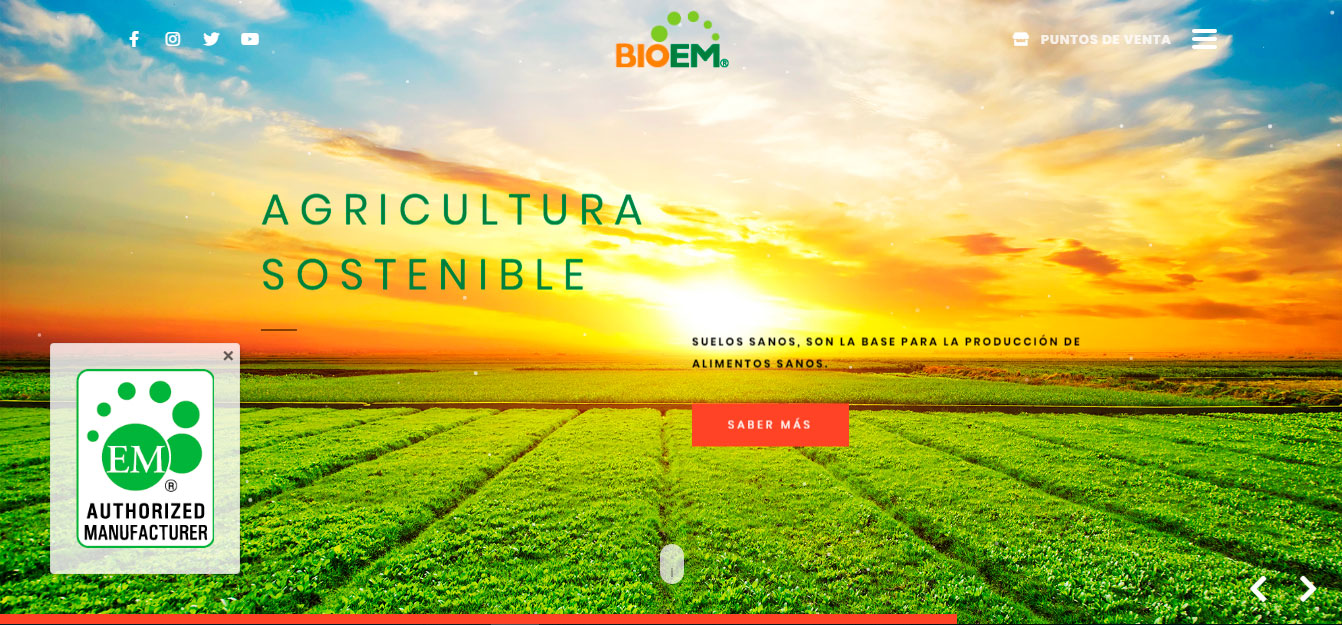 BIOEM®
PUNTOS DE VENTA
AGRICULTURA
SOSTENIBLE
SUELOS SANOS, SON LA BASE PARA LA PRODUCCIÓN DE
ALIMENTOS SANOS.
SABER MÁS
EM®
AUTHORIZED
MANUFACTURER